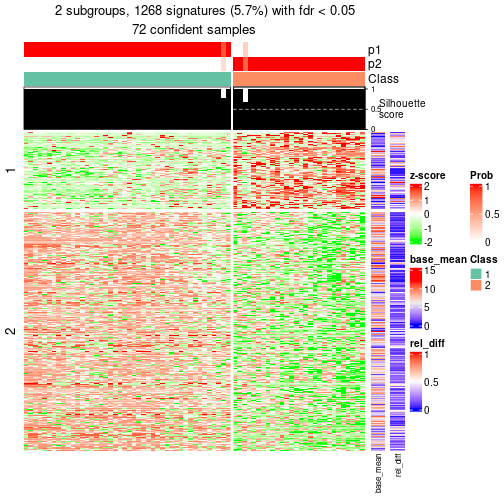 2 subgroups, 1268 signatures (5.7%) with fdr < 0.05
72 confident samples
p1
p2
Class
1
0.5
0
Silhouette
score
1
2
z-score
2
1
0
-1
-2
Prob
1
0.5
0
base_mean
15
10
5
0
Class
1
2
rel_diff
1
0.5
0
base_mean
rel_diff